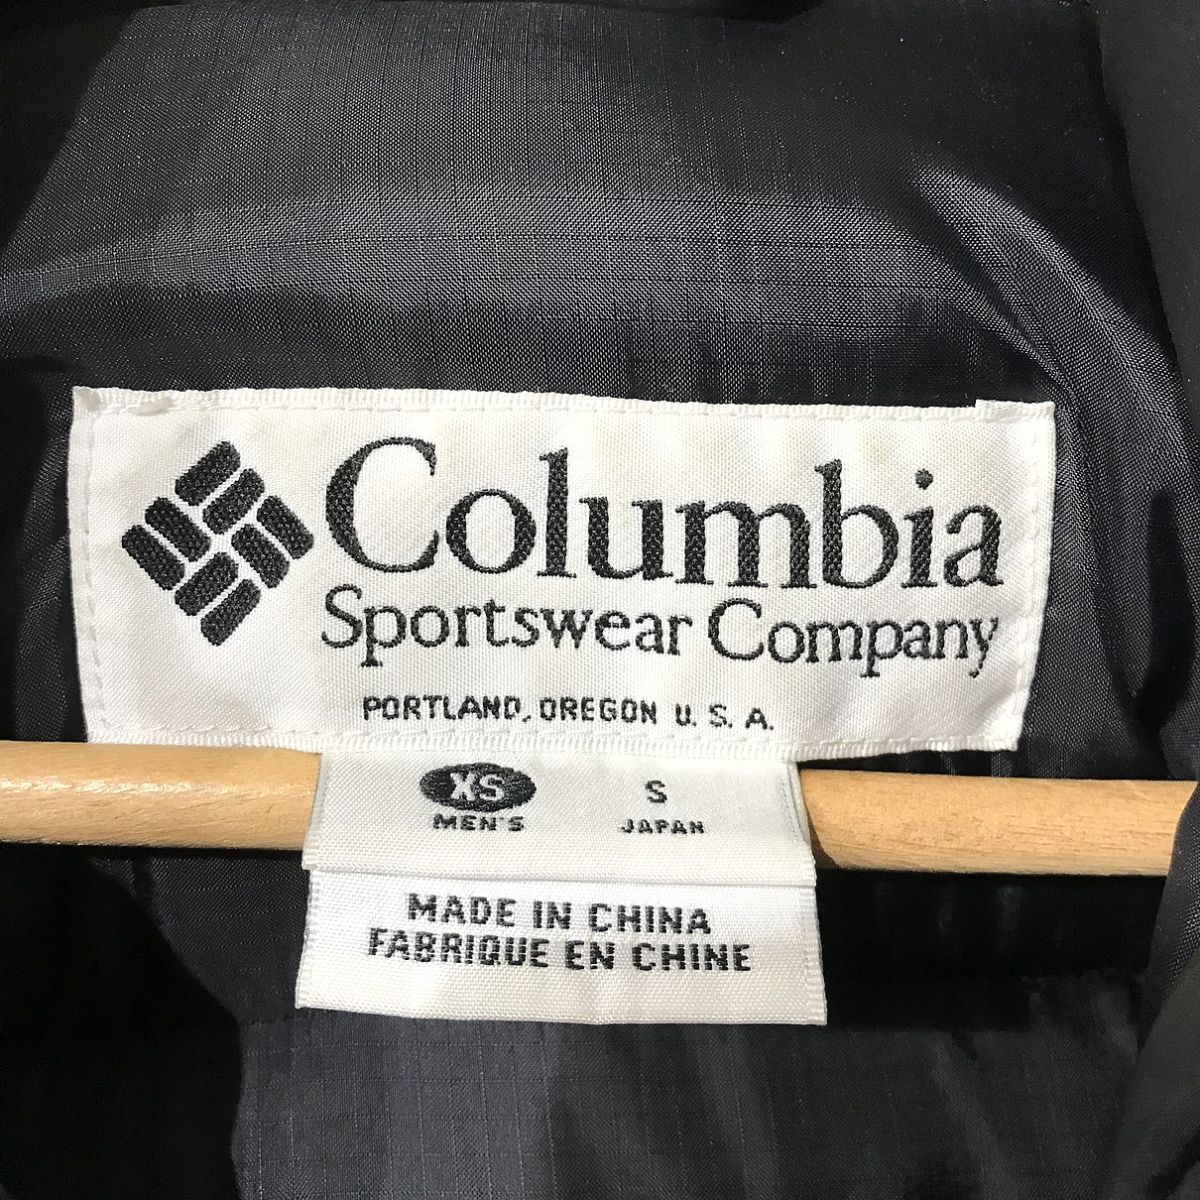 Columbia
Sportswear Company
PORTLAND, OREGON U. S. A.
XS S
MEN'S JAPAN
MADE IN CHINA
FABRIQUE EN CHINE